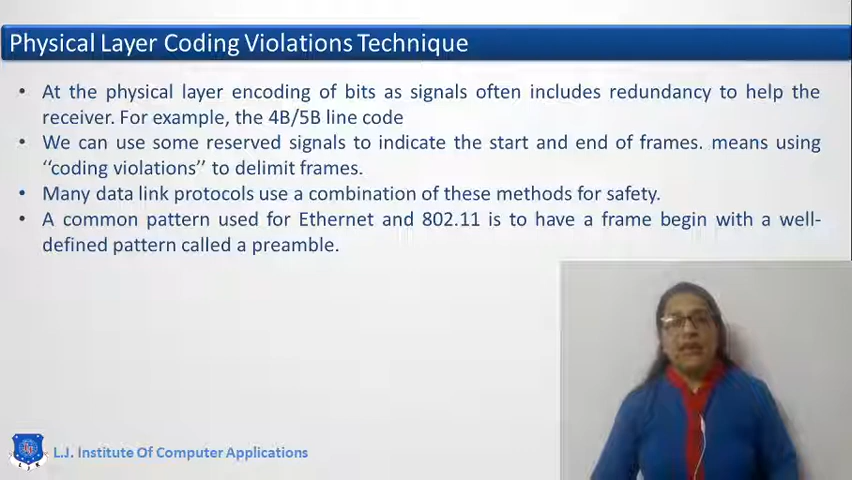 Physical Layer Coding Violations Technique
• At the physical layer encoding of bits as signals often includes redundancy to help the
receiver. For example, the 4B/5B line code
• We can use some reserved signals to indicate the start and end of frames. means using
‘‘coding violations’’ to delimit frames.
• Many data link protocols use a combination of these methods for safety.
• A common pattern used for Ethernet and 802.11 is to have a frame begin with a well-
defined pattern called a preamble.
L.J. Institute Of Computer Applications